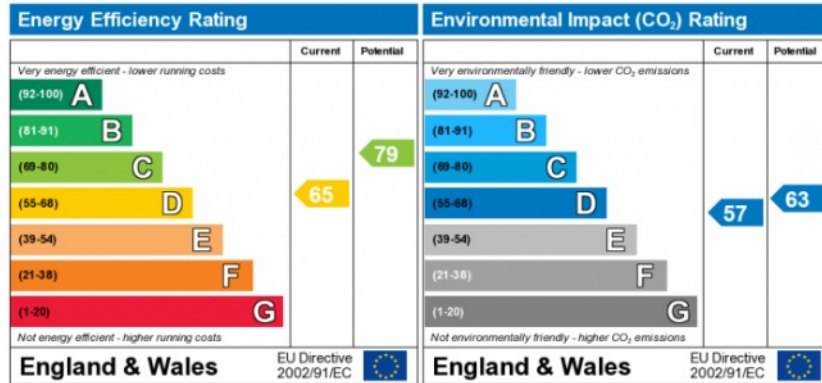 Energy Efficiency Rating
Current Potential
Very energy efficient - lower running costs
(92-100) A
(81-91) B
(69-80) C
79
(55-68) D
65
(39-54) E
(21-38) F
(1-20) G
Not energy efficient - higher running costs
England & Wales
EU Directive
2002/91/EC
Environmental Impact (CO₂) Rating
Current Potential
Very environmentally friendly - lower CO₂ emissions
(92-100) A
(81-91) B
(69-80) C
(55-68) D
57
63
(39-54) E
(21-38) F
(1-20) G
Not environmentally friendly - higher CO₂ emissions
England & Wales
EU Directive
2002/91/EC